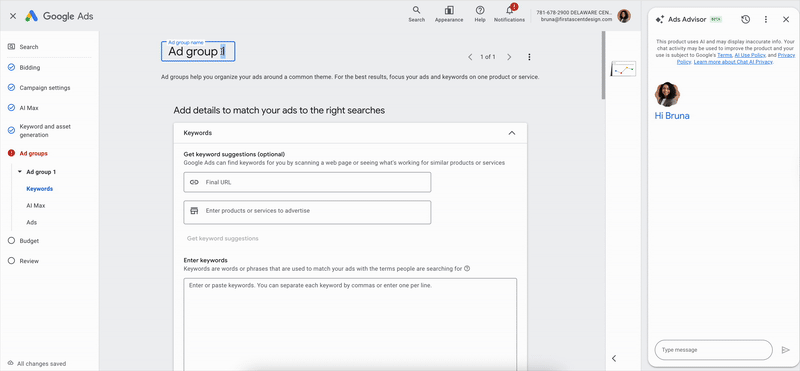 Google Ads
Search
Appearance
Help
Notifications
781-678-2900 DELAWARE CEN...
bruna@firstascentdesign.com
Search
Bidding
Campaign settings
AI Max
Keyword and asset
generation
Ad groups
Ad group 1
Keywords
AI Max
Ads
Budget
Review
All changes saved
Ad group name
Ad group 1
1 of 1
Ad groups help you organize your ads around a common theme. For the best results, focus your ads and keywords on one product or service.
Add details to match your ads to the right searches
Keywords
Get keyword suggestions (optional)
Google Ads can find keywords for you by scanning a web page or seeing what's working for similar products or services
Final URL
Enter products or services to advertise
Get keyword suggestions
Enter keywords
Keywords are words or phrases that are used to match your ads with the terms people are searching for
Enter or paste keywords. You can separate each keyword by commas or enter one per line.
Ads Advisor BETA
This product uses AI and may display inaccurate info. Your
chat activity may be used to improve the product and your
use is subject to Google's Terms, AI Use Policy, and Privacy
Policy. Learn more about Chat AI Privacy.
Hi Bruna
Type message